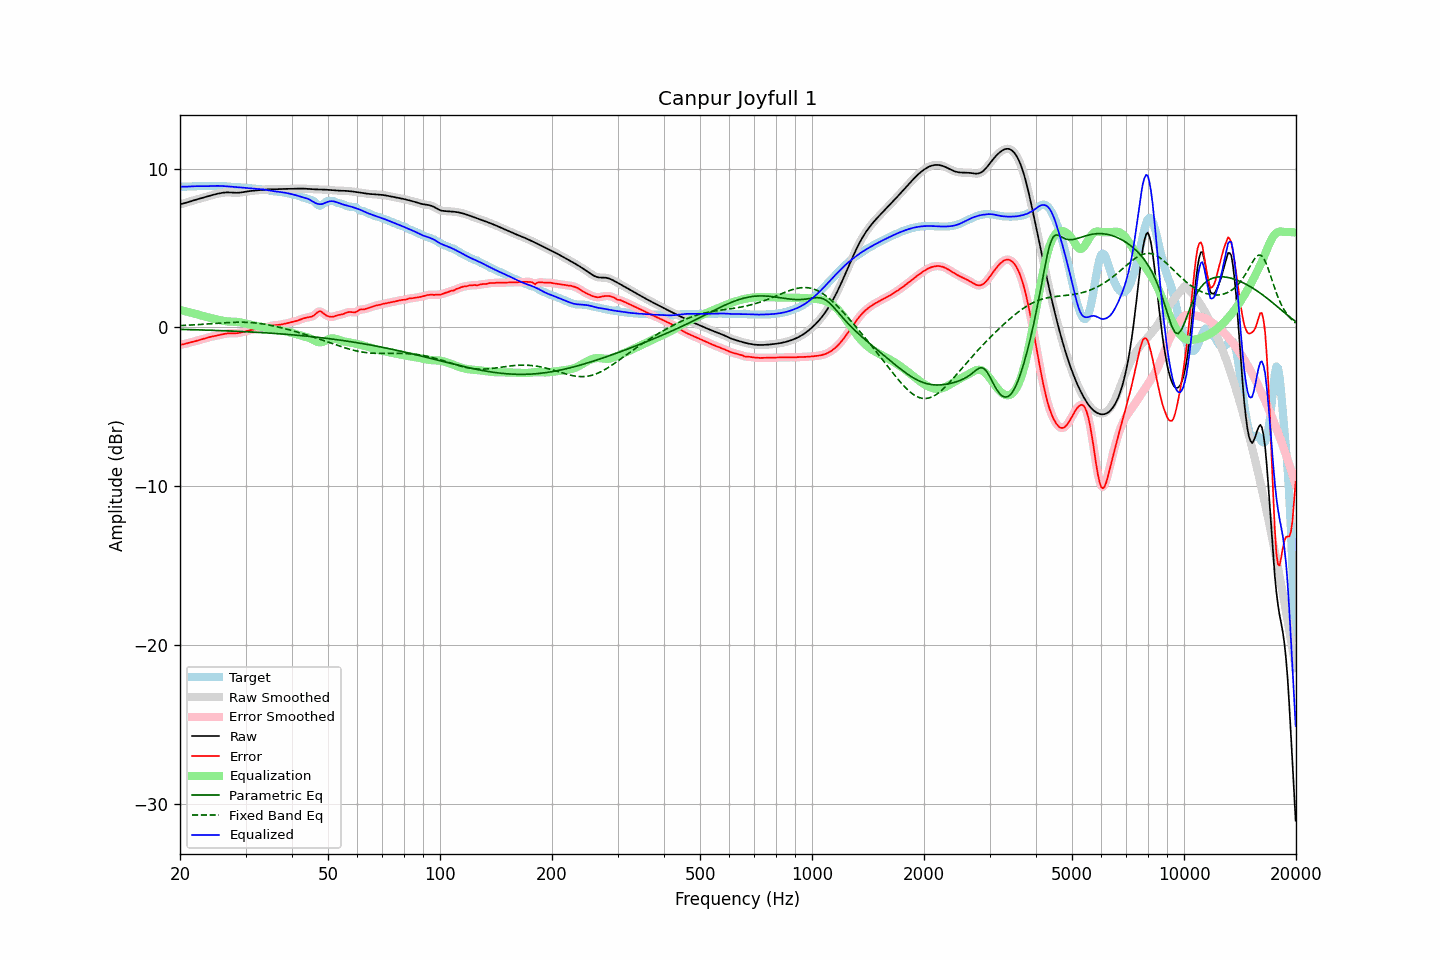 Canpur Joyfull 1
Amplitude (dBr)
10
0
−10
−20
−30
Target
Raw Smoothed
Error Smoothed
Raw
Error
Equalization
Parametric Eq
Fixed Band Eq
Equalized
20 50 100 200 500 1000 2000 5000 10000 20000
Frequency (Hz)